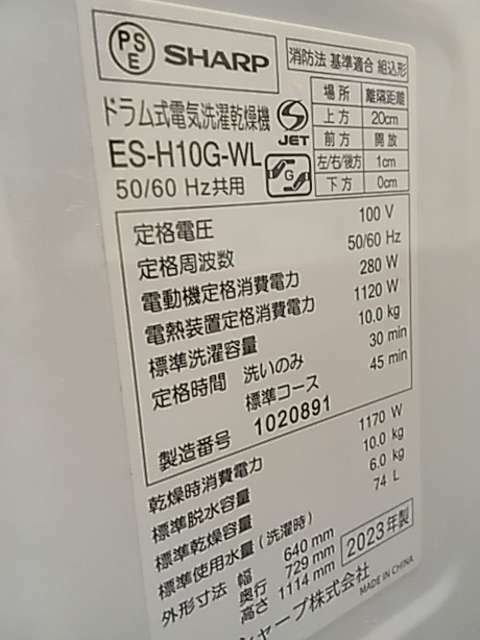 PSE SHARP
ドラム式電気洗濯乾燥機
ES-H10G-WL
50/60 Hz共用
S JET
G
消防法 基準適合 組込形
場所 離隔距離
上方 20cm
前方 開放
左/右/後方 1cm
下方 0cm
定格電圧 100 V
定格周波数 50/60 Hz
電動機定格消費電力 280 W
電熱装置定格消費電力 1120 W
標準洗濯容量 10.0 kg
定格時間 洗いのみ 30 min
標準コース 45 min
製造番号 1020891
乾燥時消費電力 1170 W
標準脱水容量 10.0 kg
標準乾燥容量 6.0 kg
標準使用水量(洗濯時) 74 L
外形寸法 幅 640 mm
奥行 729 mm
高さ 1114 mm
2023年製
シャープ株式会社 MADE IN CHINA